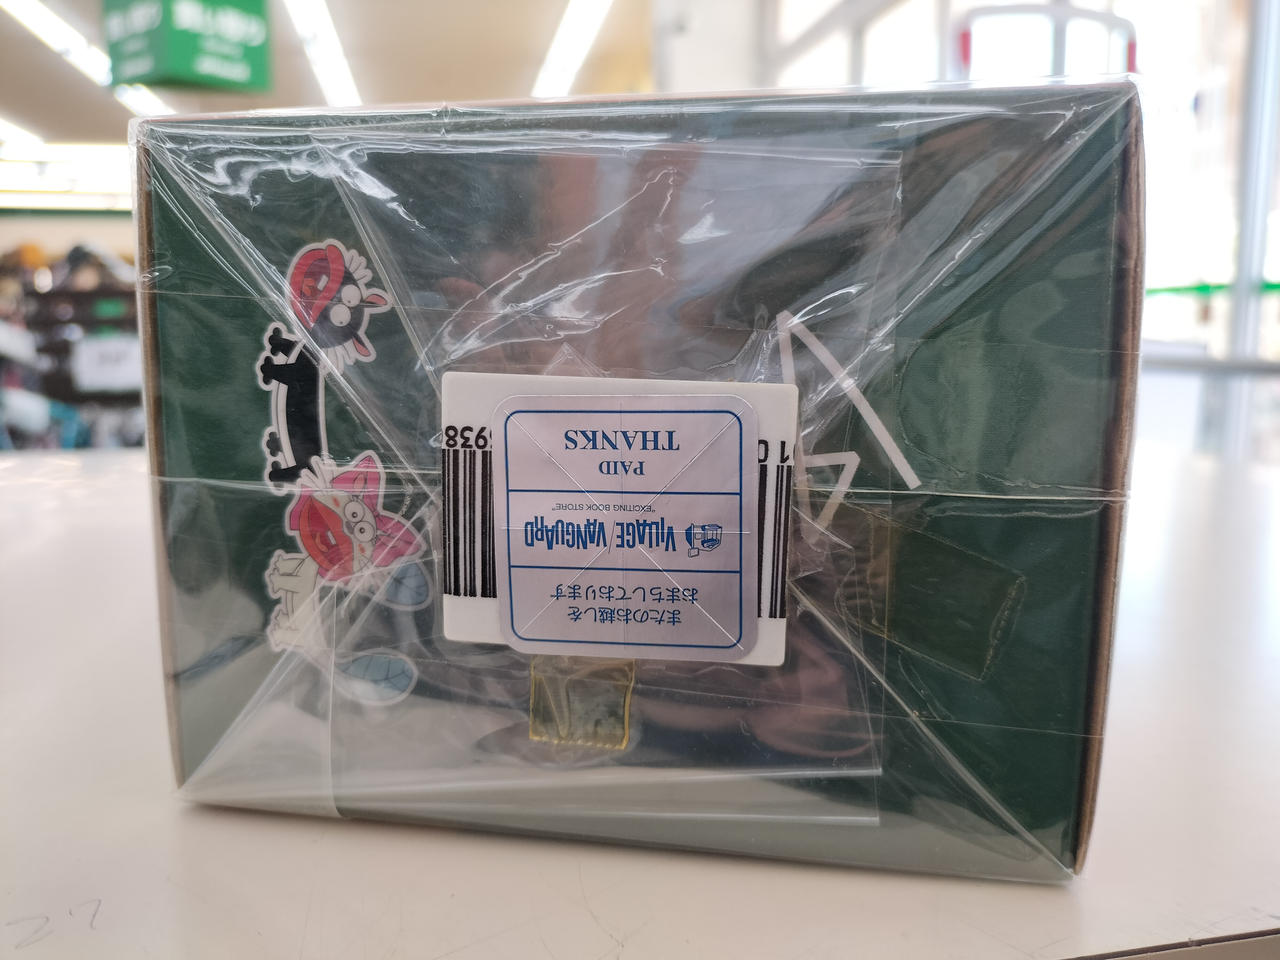 またのお越しを
おまちしております
VILLAGE/VANGUARD
"EXCITING BOOK STORE"
PAID
THANKS